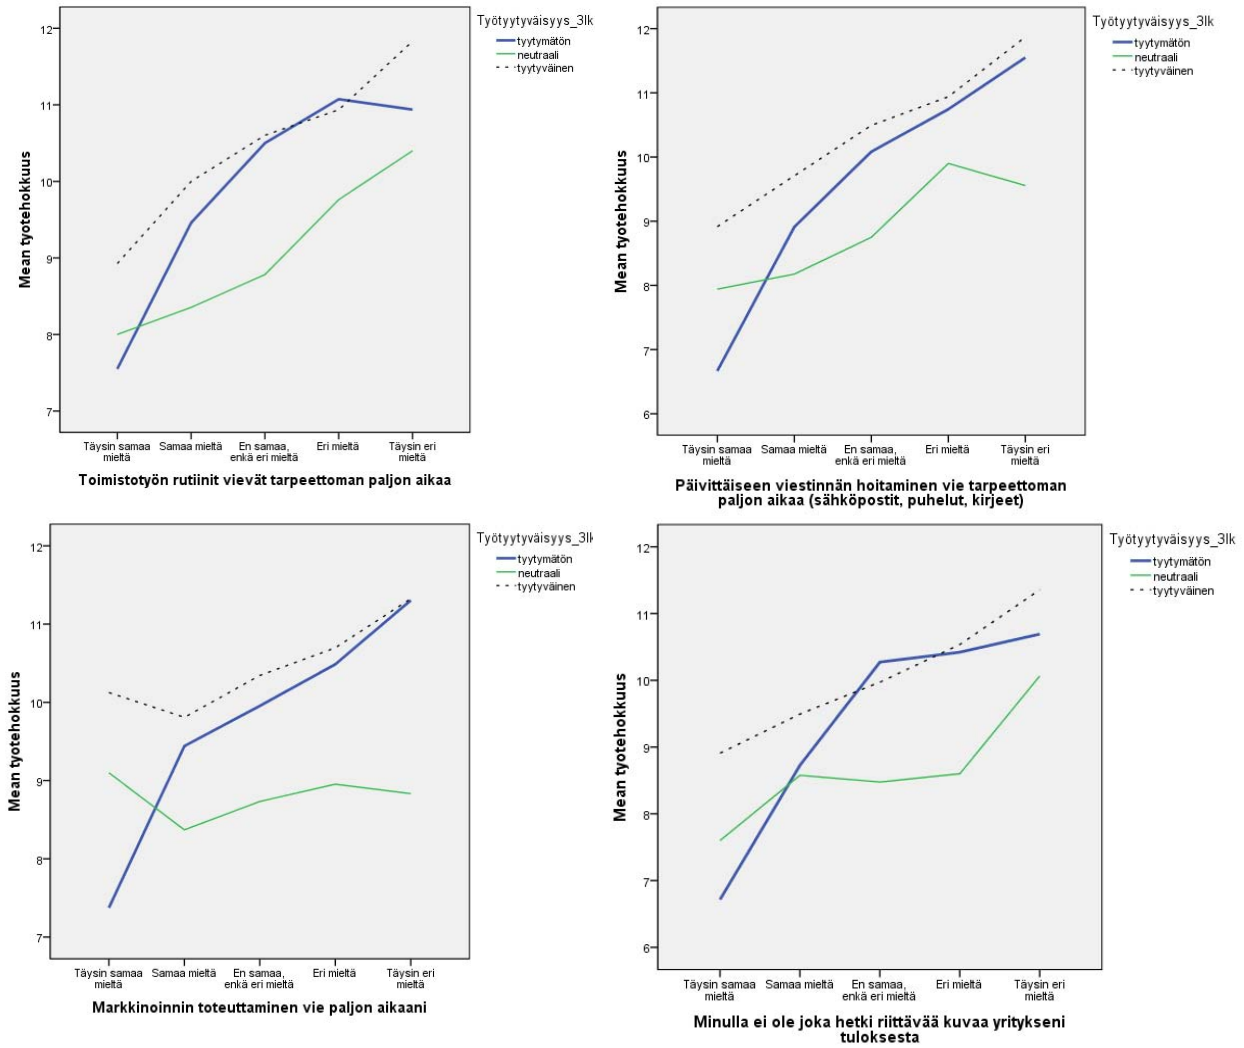 Työtyytyväisyys_3lk
tyytymätön
neutraali
tyytyväinen
12
11
10
9
8
7
Mean tyotehokkuus
Täysin samaa
mieltä
Samaa mieltä
En samaa,
enkä eri mieltä
Eri mieltä
Täysin eri
mieltä
Toimistotyön rutiinit vievät tarpeettoman paljon aikaa
Työtyytyväisyys_3lk
tyytymätön
neutraali
tyytyväinen
12
11
10
9
8
7
6
Mean tyotehokkuus
Täysin samaa
mieltä
Samaa mieltä
En samaa,
enkä eri mieltä
Eri mieltä
Täysin eri
mieltä
Päivittäiseen viestinnän hoitaminen vie tarpeettoman
paljon aikaa (sähköpostit, puhelut, kirjeet)
Työtyytyväisyys_3lk
tyytymätön
neutraali
tyytyväinen
12
11
10
9
8
7
Mean tyotehokkuus
Täysin samaa
mieltä
Samaa mieltä
En samaa,
enkä eri mieltä
Eri mieltä
Täysin eri
mieltä
Markkinoinnin toteuttaminen vie paljon aikaani
Työtyytyväisyys_3lk
tyytymätön
neutraali
tyytyväinen
12
11
10
9
8
7
6
Mean tyotehokkuus
Täysin samaa
mieltä
Samaa mieltä
En samaa,
enkä eri mieltä
Eri mieltä
Täysin eri
mieltä
Minulla ei ole joka hetki riittävää kuvaa yritykseni
tuloksesta